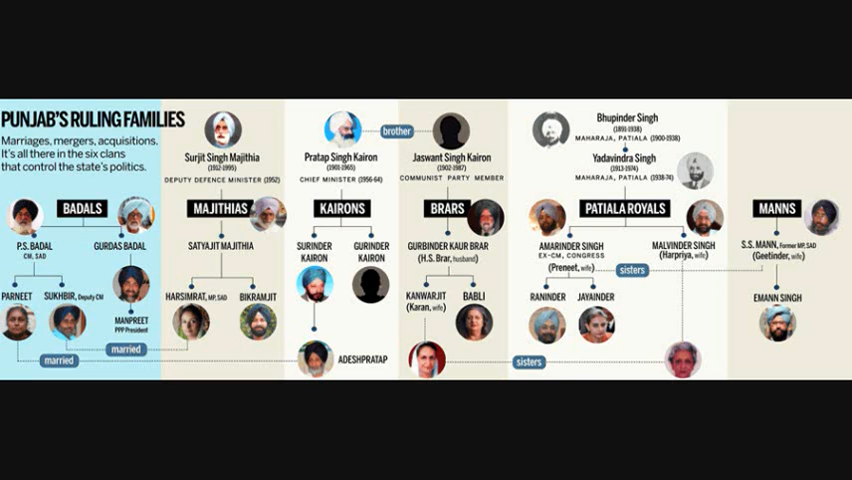 PUNJAB'S RULING FAMILIES
Marriages, mergers, acquisitions.
It's all there in the six clans
that control the state's politics.
BADALS
P.S. BADAL
CM, SAD
GURDAS BADAL
PARNEET
SUKHBIR, Deputy CM
MANPREET
PPP President
married
married
Surjit Singh Majithia
(1912-1995)
DEPUTY DEFENCE MINISTER (1952)
MAJITHIAS
SATYAJIT MAJITHIA
HARSIMRAT, MP, SAD
BIKRAMJIT
Pratap Singh Kairon
(1901-1965)
CHIEF MINISTER (1956-64)
brother
KAIRONS
SURINDER
KAIRON
GURINDER
KAIRON
ADESHPRATAP
Jaswant Singh Kairon
(1902-1987)
COMMUNIST PARTY MEMBER
BRARS
GURBINDER KAUR BRAR
(H.S. Brar, husband)
KANWARJIT
(Karan, wife)
BABLI
sisters
Bhupinder Singh
(1891-1938)
MAHARAJA, PATIALA (1900-1938)
Yadavindra Singh
(1913-1974)
MAHARAJA, PATIALA (1938-74)
PATIALA ROYALS
AMARINDER SINGH
EX-CM, CONGRESS
(Preneet, wife)
MALVINDER SINGH
(Harpriya, wife)
sisters
RANINDER
JAYAINDER
MANNS
S.S. MANN, Former MP, SAD
(Geetinder, wife)
EMANN SINGH